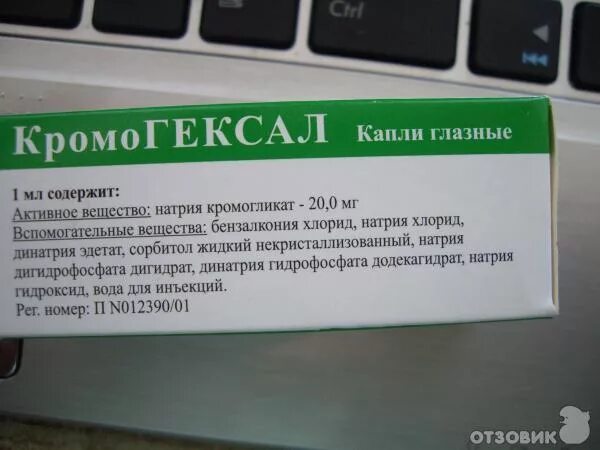 Ctrl
КромоГЕКСАЛ Капли глазные
1 мл содержит:
Активное вещество: натрия кромогликат - 20,0 мг
Вспомогательные вещества: бензалкония хлорид, натрия хлорид,
динатрия эдетат, сорбитол жидкий некристаллизованный, натрия
дигидрофосфата дигидрат, динатрия гидрофосфата додекагидрат, натрия
гидроксид, вода для инъекций.
Рег. номер: П N012390/01
ОТЗОВИК